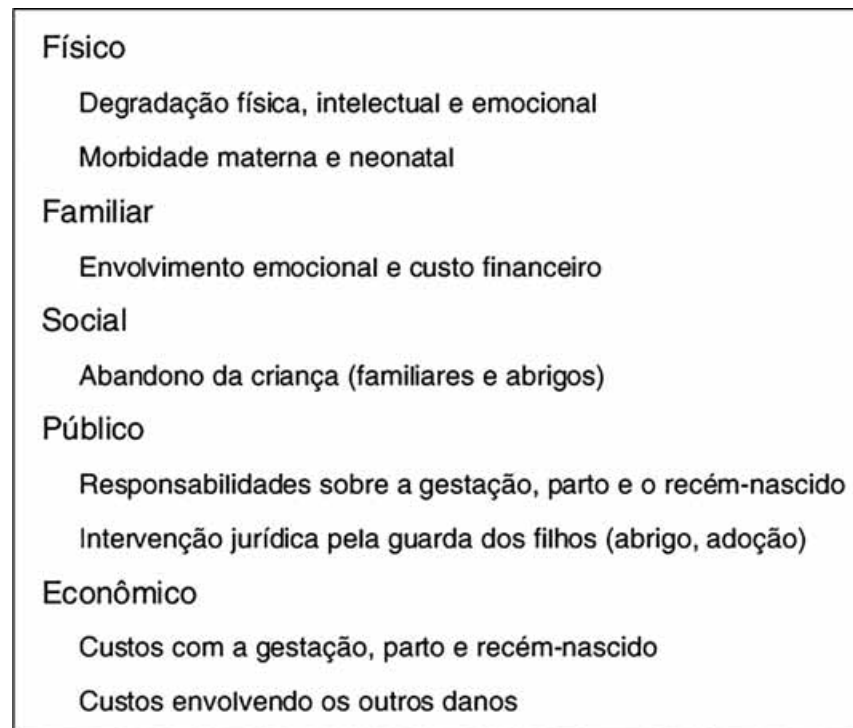 Físico
Degradação física, intelectual e emocional
Morbidade materna e neonatal
Familiar
Envolvimento emocional e custo financeiro
Social
Abandono da criança (familiares e abrigos)
Público
Responsabilidades sobre a gestação, parto e o recém-nascido
Intervenção jurídica pela guarda dos filhos (abrigo, adoção)
Econômico
Custos com a gestação, parto e recém-nascido
Custos envolvendo os outros danos